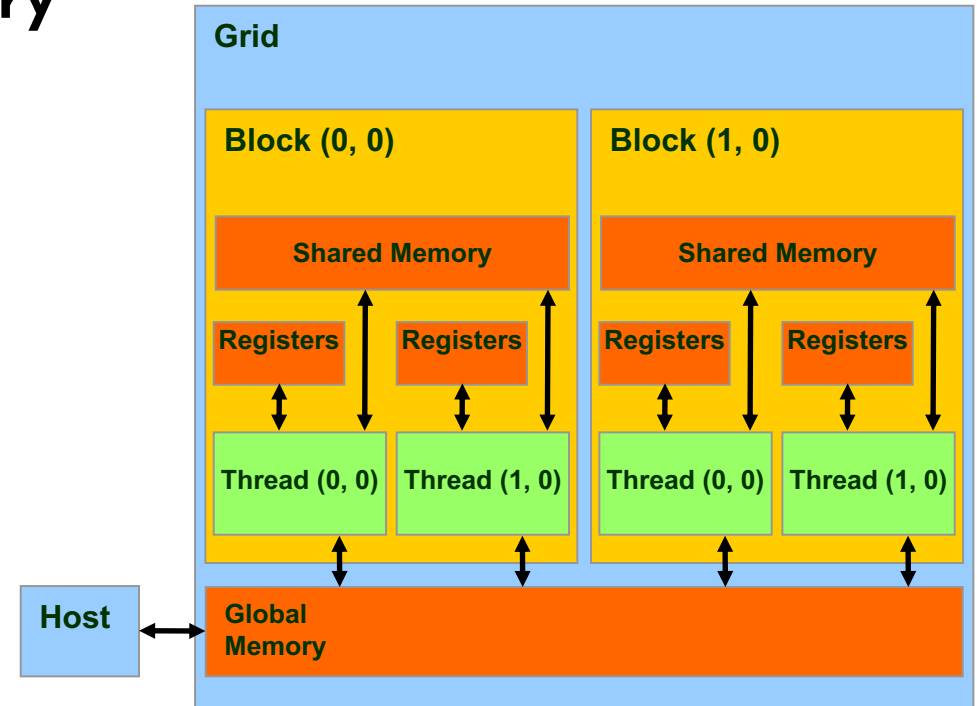 ry
Grid
Block (0, 0)
Block (1, 0)
Shared Memory
Shared Memory
Registers
Registers
Registers
Registers
Thread (0, 0)
Thread (1, 0)
Thread (0, 0)
Thread (1, 0)
Host
Global
Memory